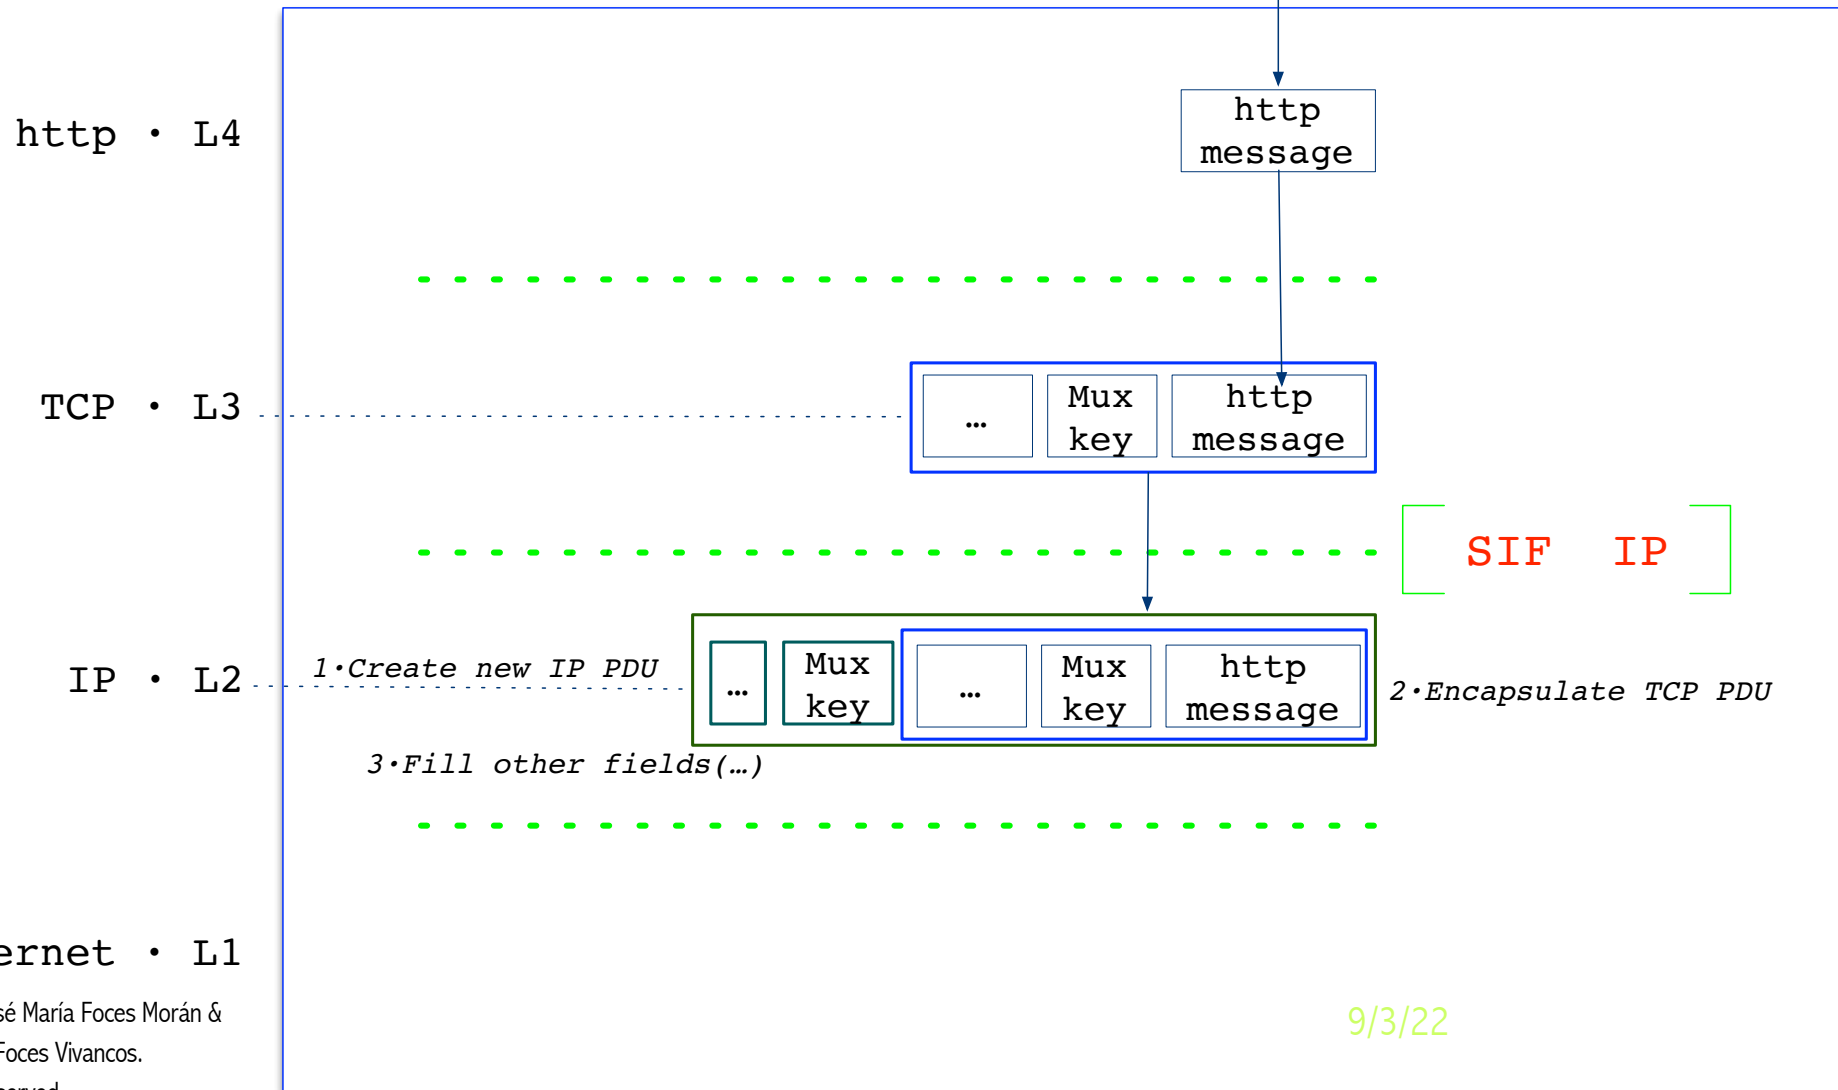 http
message
http · L4
TCP · L3
…
Mux
key
http
message
SIF IP
IP · L2
1·Create new IP PDU
…
Mux
key
…
Mux
key
http
message
2·Encapsulate TCP PDU
3·Fill other fields(…)
ernet · L1
sé María Foces Morán &
Foces Vivancos.
9/3/22